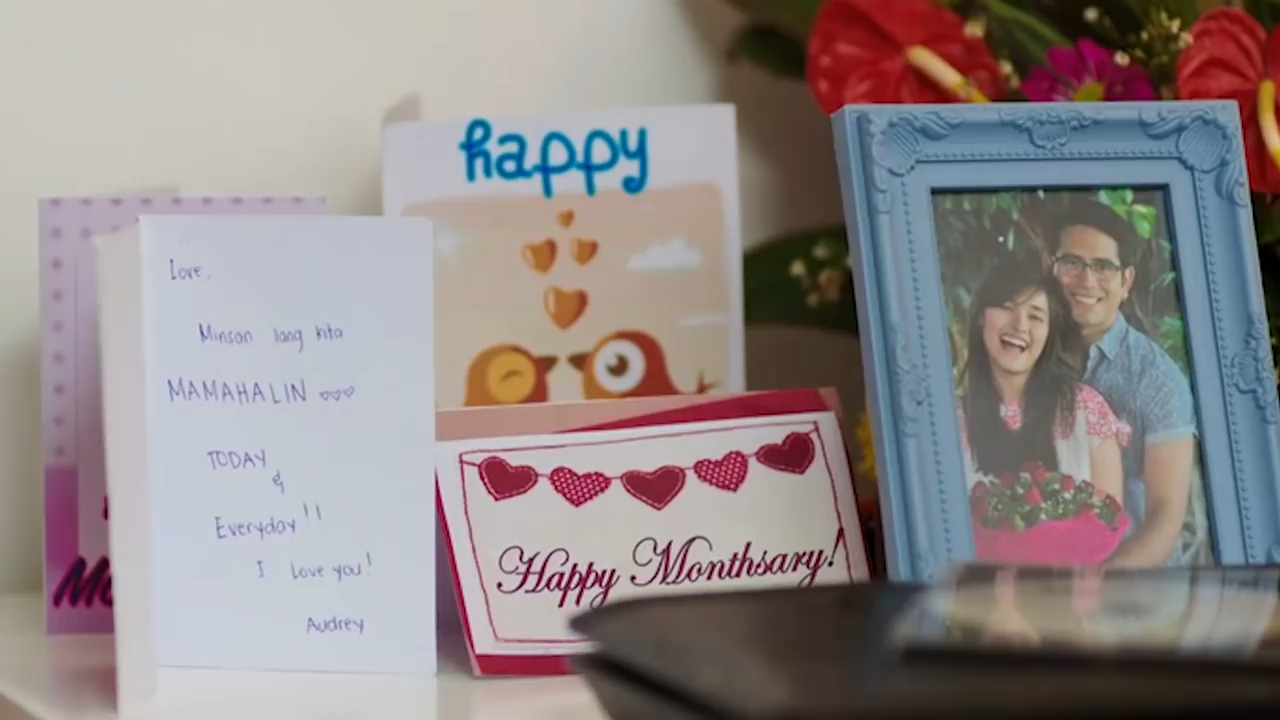 Love,
Minsan lang kita
MAMAHALIN
TODAY
&
Everyday!!
I love you!
Audrey
happy
Happy Monthsary!